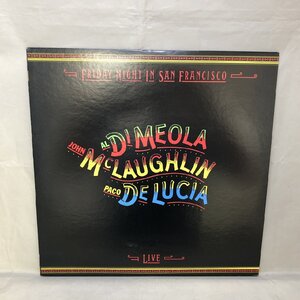 FRIDAY NIGHT IN SAN FRANCISCO
AL DI MEOLA
JOHN McLAUGHLIN
PACO DE LUCIA
LIVE